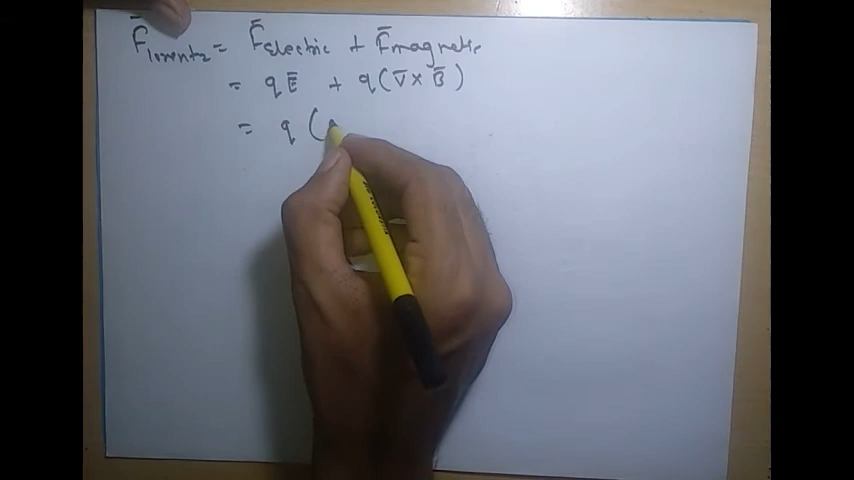 F̄lorentz = F̄electric + F̄magnetic
= qĒ + q(V̄ × B̄)
= q (